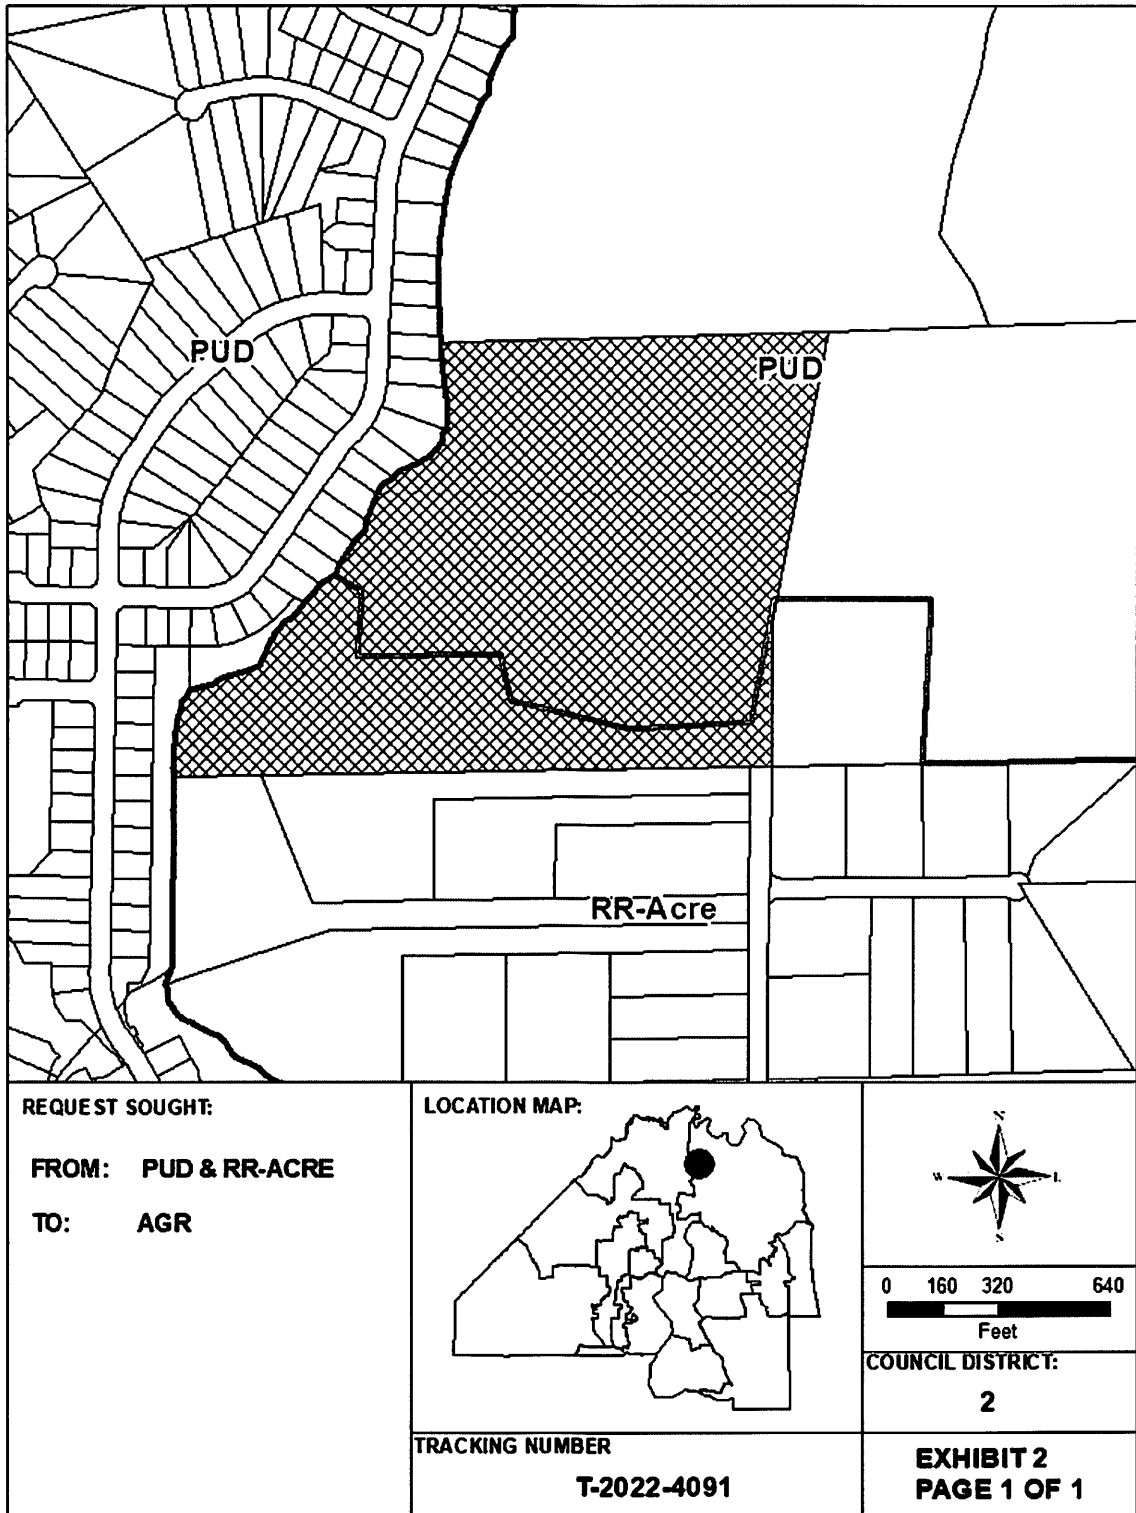 PUD
PUD
RR-Acre
REQUEST SOUGHT:
FROM: PUD & RR-ACRE
TO: AGR
LOCATION MAP:
N
W
E
S
0 160 320 640
Feet
COUNCIL DISTRICT:
2
TRACKING NUMBER
T-2022-4091
EXHIBIT 2
PAGE 1 OF 1